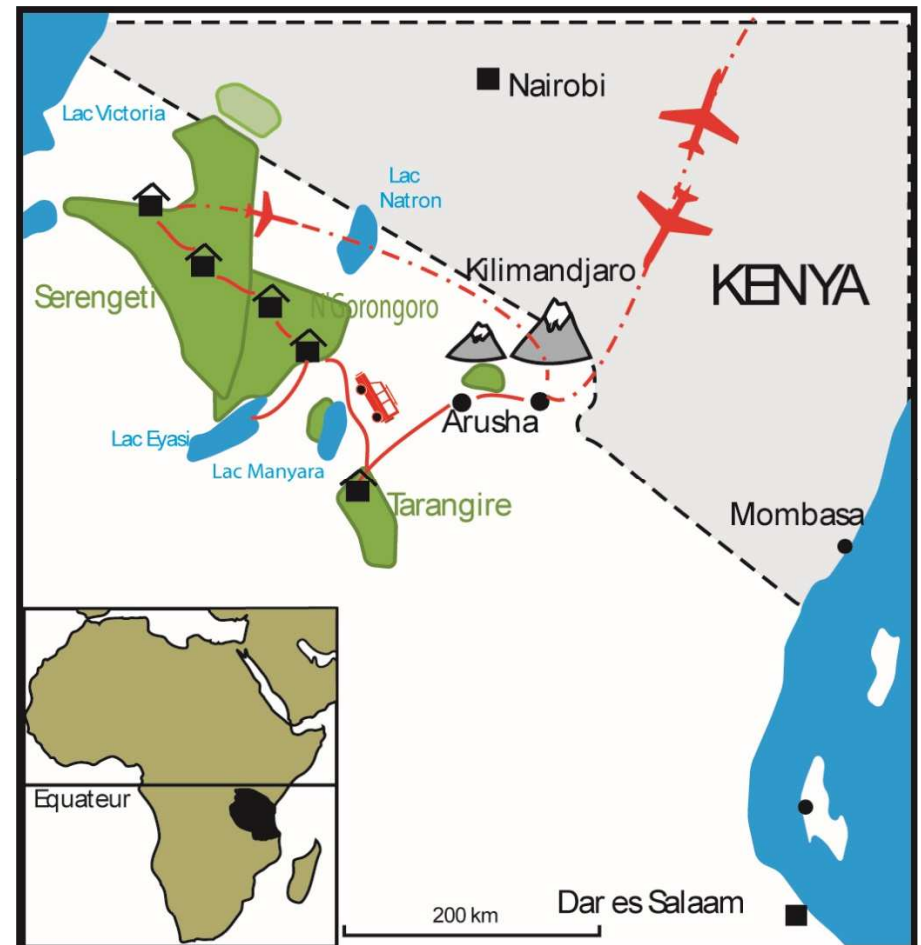 Nairobi
Lac Victoria
Lac
Natron
Kilimandjaro
KENYA
Serengeti
N'Gorongoro
Arusha
Lac Eyasi
Lac Manyara
Tarangire
Mombasa
Equateur
200 km
Dar es Salaam